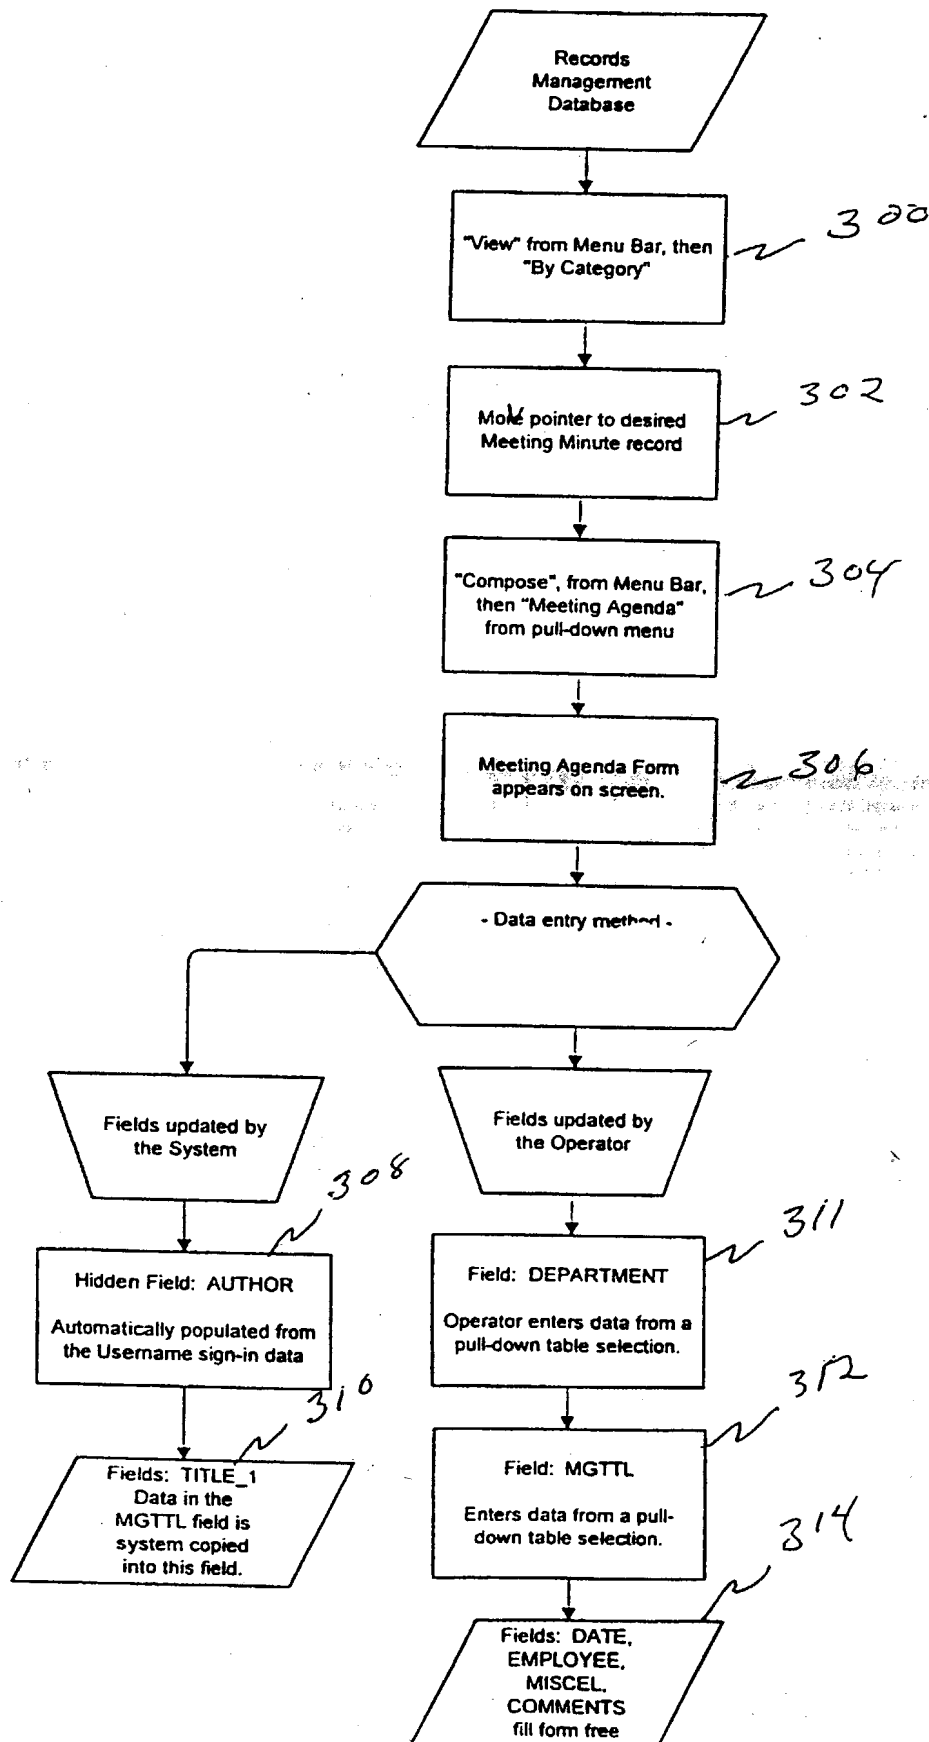 Records
Management
Database
"View" from Menu Bar, then
"By Category"
300
Move pointer to desired
Meeting Minute record
302
"Compose", from Menu Bar,
then "Meeting Agenda"
from pull-down menu
304
Meeting Agenda Form
appears on screen.
306
- Data entry method -
Fields updated by
the System
Fields updated by
the Operator
308
Hidden Field: AUTHOR
Automatically populated from
the Username sign-in data
311
Field: DEPARTMENT
Operator enters data from a
pull-down table selection.
310
Fields: TITLE_1
Data in the
MGTTL field is
system copied
into this field.
312
Field: MGTTL
Enters data from a pull-
down table selection.
314
Fields: DATE,
EMPLOYEE,
MISCEL,
COMMENTS
fill form free